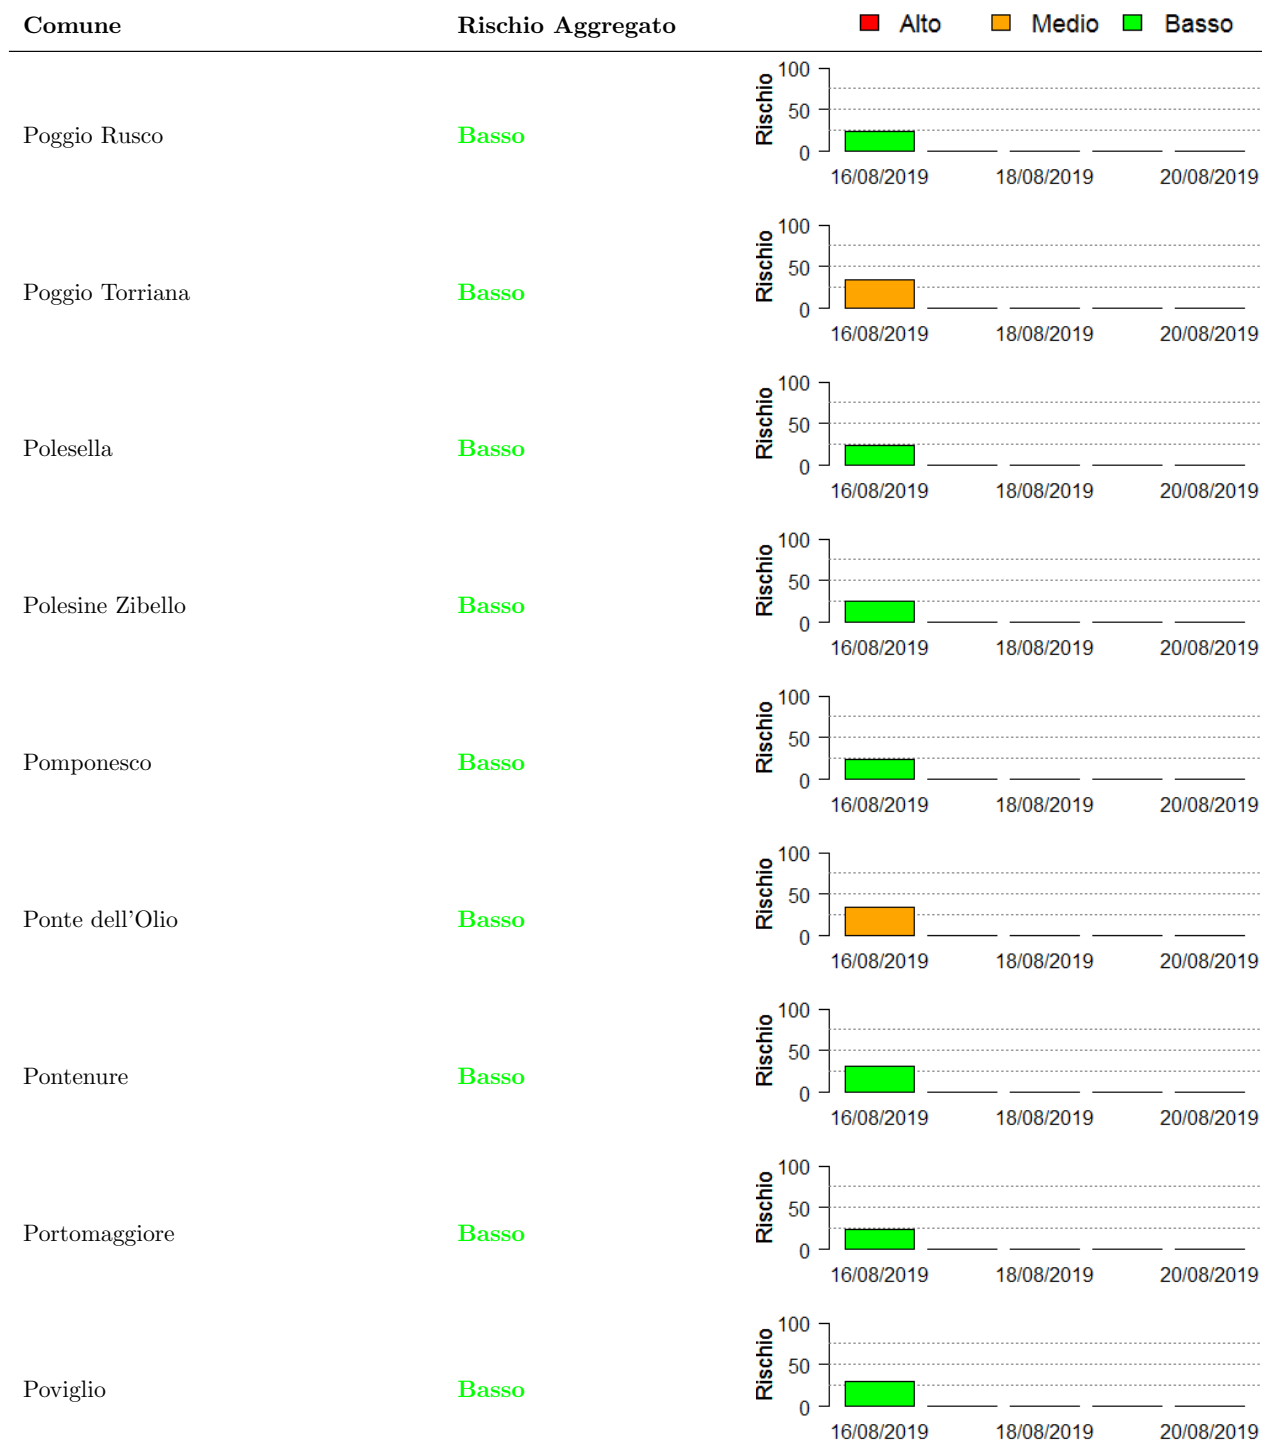 Comune Rischio Aggregato Alto Medio Basso
100
50
0
Rischio
Poggio Rusco Basso
16/08/2019 18/08/2019 20/08/2019
100
50
0
Rischio
Poggio Torriana Basso
16/08/2019 18/08/2019 20/08/2019
100
50
0
Rischio
Polesella Basso
16/08/2019 18/08/2019 20/08/2019
100
50
0
Rischio
Polesine Zibello Basso
16/08/2019 18/08/2019 20/08/2019
100
50
0
Rischio
Pomponesco Basso
16/08/2019 18/08/2019 20/08/2019
100
50
0
Rischio
Ponte dell'Olio Basso
16/08/2019 18/08/2019 20/08/2019
100
50
0
Rischio
Pontenure Basso
16/08/2019 18/08/2019 20/08/2019
100
50
0
Rischio
Portomaggiore Basso
16/08/2019 18/08/2019 20/08/2019
100
50
0
Rischio
Poviglio Basso
16/08/2019 18/08/2019 20/08/2019